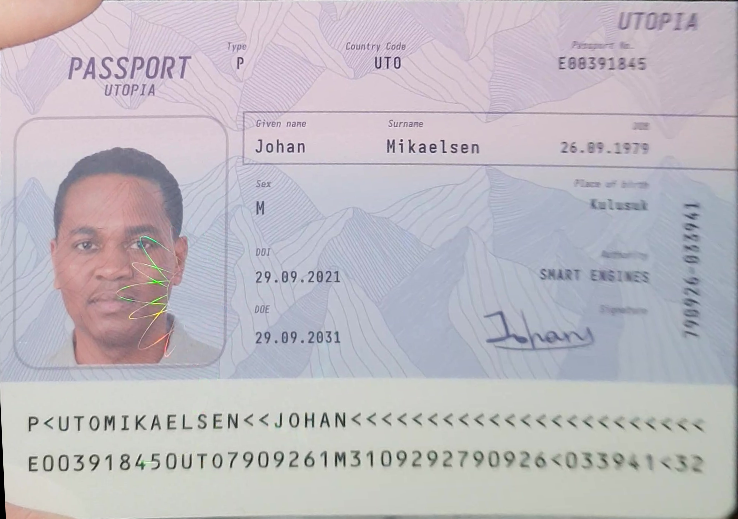 UTOPIA
PASSPORT
UTOPIA
Type
P
Country Code
UTO
Passport No.
E00391845
Given name
Johan
Surname
Mikaelsen
DOB
26.09.1979
Sex
M
Place of birth
Kulusuk
DOI
29.09.2021
Authority
SMART ENGINES
DOE
29.09.2031
Signature
Johans
790926-033941
P<UTOMIKAELSEN<<JOHAN<<<<<<<<<<<<<<<<<<<<<<<
E003918450UTO7909261M3109292790926<033941<32